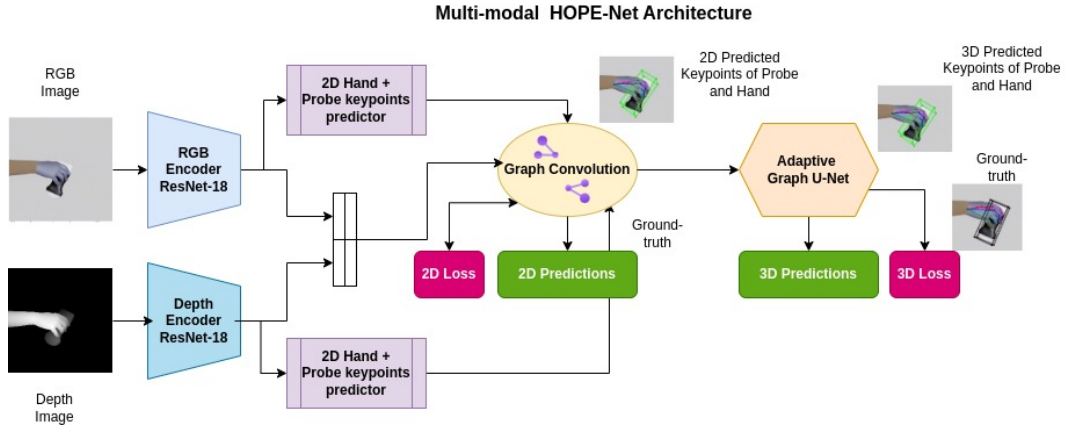 Multi-modal HOPE-Net Architecture
RGB
Image
2D Hand +
Probe keypoints
predictor
2D Predicted
Keypoints of Probe
and Hand
3D Predicted
Keypoints of Probe
and Hand
RGB
Encoder
ResNet-18
Graph Convolution
Adaptive
Graph U-Net
Ground-
truth
Ground-
truth
2D Loss
2D Predictions
3D Predictions
3D Loss
Depth
Encoder
ResNet-18
2D Hand +
Probe keypoints
predictor
Depth
Image